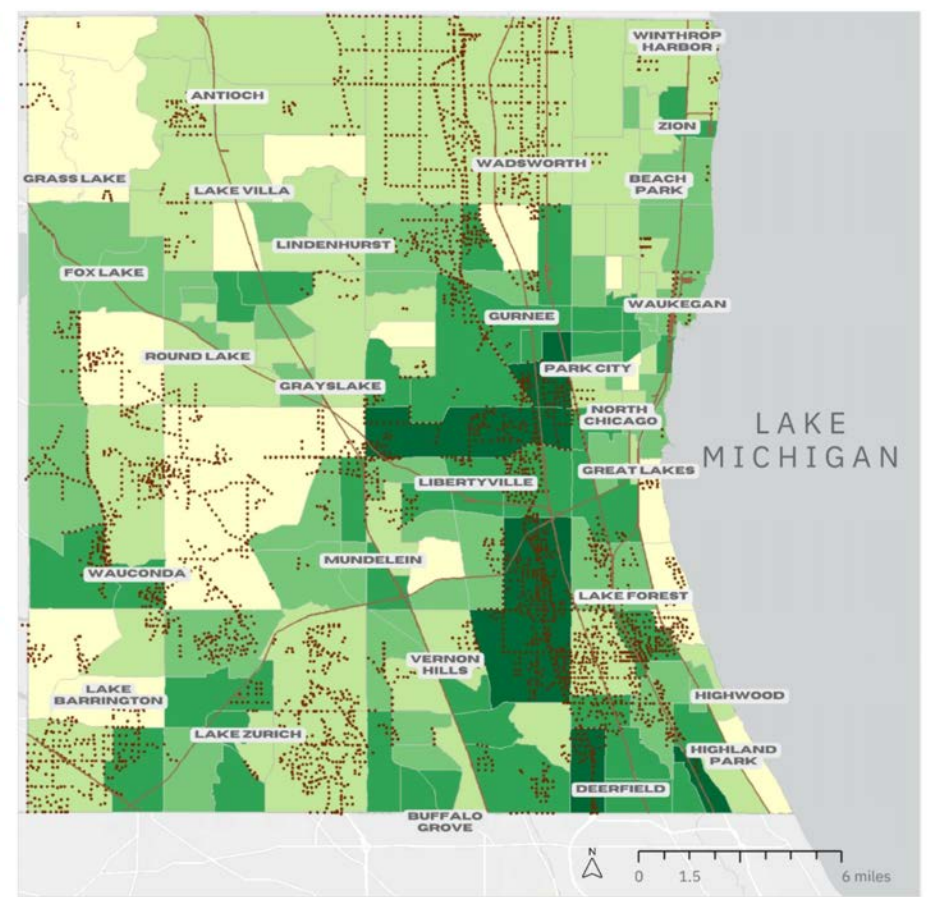 WINTHROP
HARBOR
ANTIOCH
ZION
WADSWORTH
GRASS LAKE
LAKE VILLA
BEACH
PARK
LINDENHURST
FOX LAKE
WAUKEGAN
GURNEE
ROUND LAKE
PARK CITY
GRAYSLAKE
NORTH
CHICAGO
LAKE
MICHIGAN
GREAT LAKES
LIBERTYVILLE
MUNDELEIN
WAUCONDA
LAKE FOREST
VERNON
HILLS
LAKE
BARRINGTON
HIGHWOOD
LAKE ZURICH
HIGHLAND
PARK
DEERFIELD
BUFFALO
GROVE
N
0 1.5 6 miles